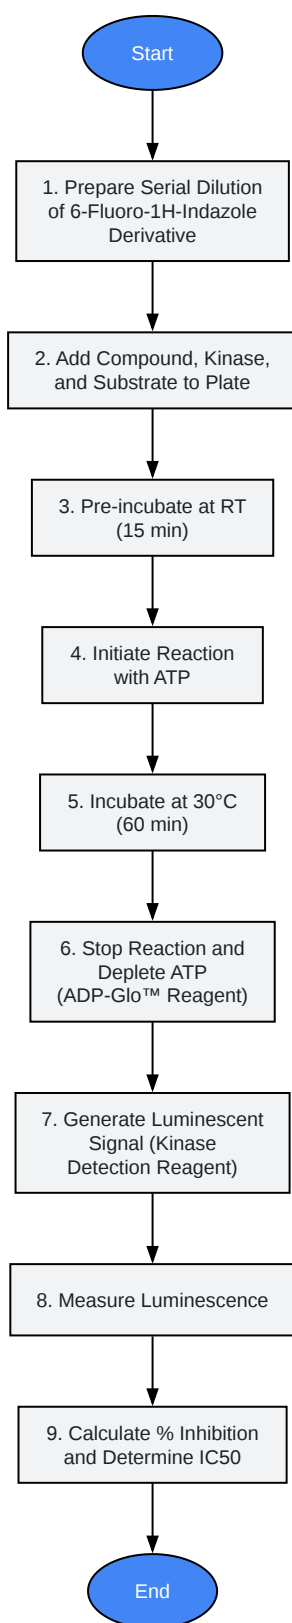 Start
1. Prepare Serial Dilution
of 6-Fluoro-1H-Indazole
Derivative
2. Add Compound, Kinase,
and Substrate to Plate
3. Pre-incubate at RT
(15 min)
4. Initiate Reaction
with ATP
5. Incubate at 30°C
(60 min)
6. Stop Reaction and
Deplete ATP
(ADP-Glo™ Reagent)
7. Generate Luminescent
Signal (Kinase
Detection Reagent)
8. Measure Luminescence
9. Calculate % Inhibition
and Determine IC50
End